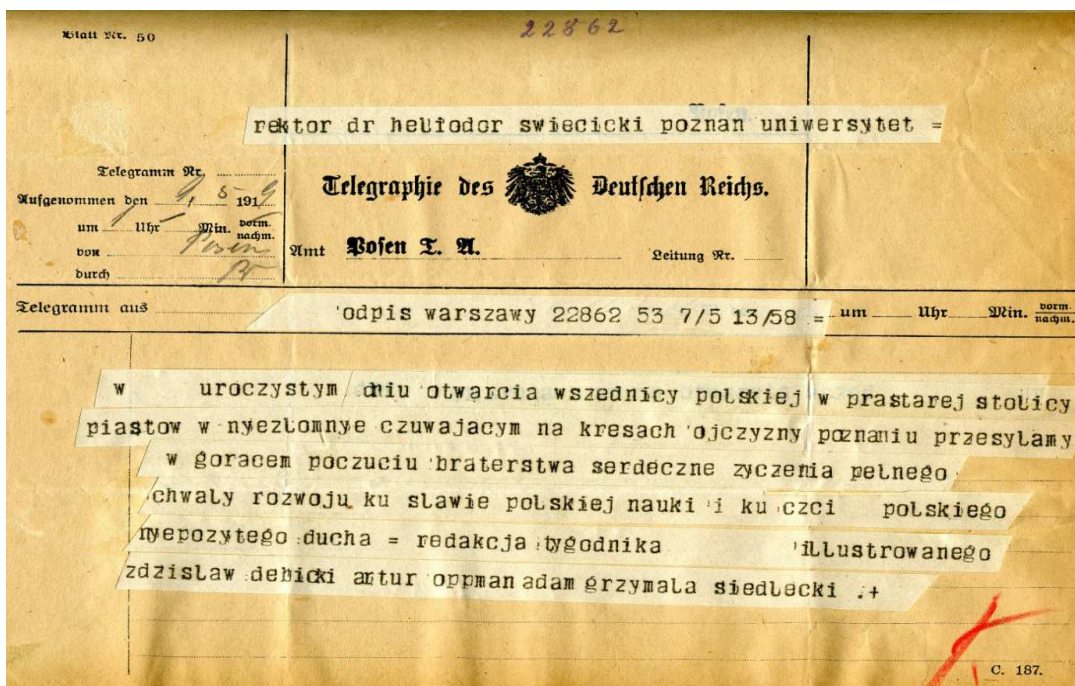 Blatt Nr. 50
22862
rektor dr heliodor swiecicki poznan uniwersytet =
Telegramm Nr.
Aufgenommen den 9, 5 1919
um Uhr Min. vorm. nachm.
von Posen
durch
Telegraphie des Deutschen Reichs.
Amt Posen T. A.
Leitung Nr.
Telegramm aus odpis warszawy 22862 53 7/5 13/58 = um Uhr Min. vorm. nachm.
w uroczystym dniu otwarcia wszednicy polskiej w prastarej stolicy
piastow w nyezlomnye czuwajacym na kresach ojczyzny poznaniu przesylamy
w goracem poczuciu braterstwa serdeczne zyczenia pelnego
chwaly rozwoju ku slawie polskiej nauki i ku czci polskiego
nyepozytego ducha = redakcja tygodnika illustrowanego
zdzislaw debicki artur oppman adam grzymala siedlecki .+
C. 187.